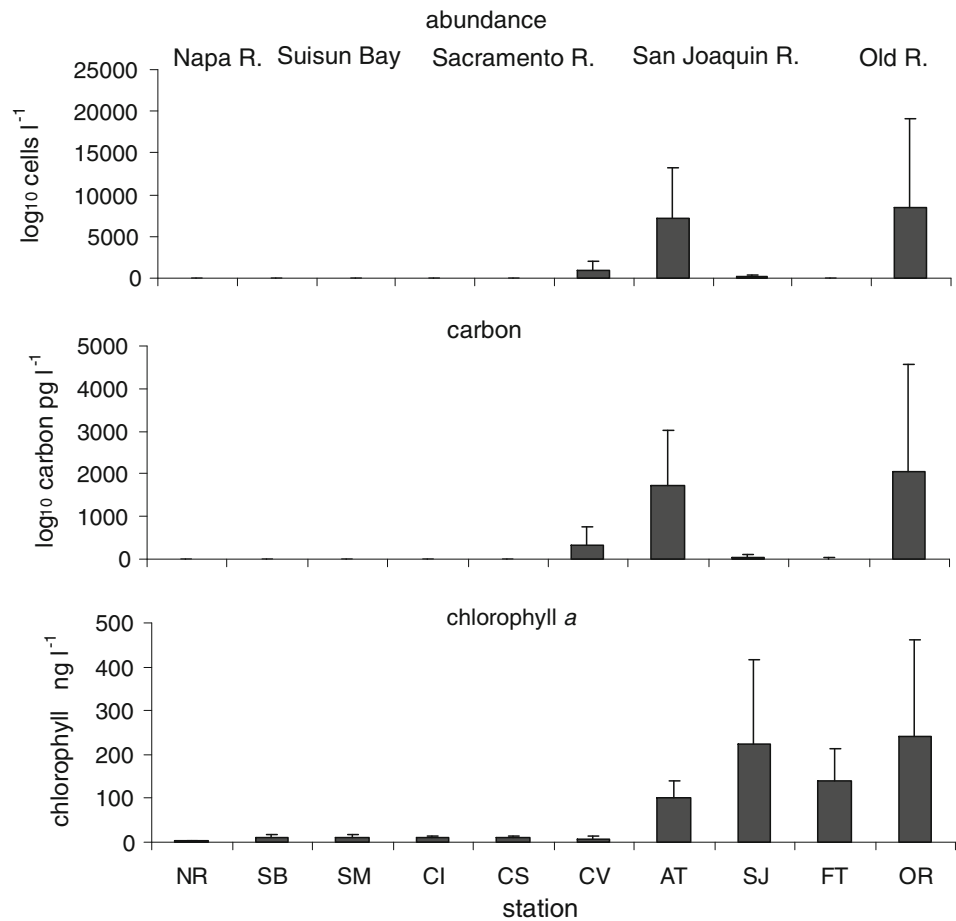 abundance
Napa R. Suisun Bay Sacramento R. San Joaquin R. Old R.
log10 cells l-1
25000
20000
15000
10000
5000
0
carbon
log10 carbon pg l-1
5000
4000
3000
2000
1000
0
chlorophyll a
chlorophyll ng l-1
500
400
300
200
100
0
NR SB SM CI CS CV AT SJ FT OR
station